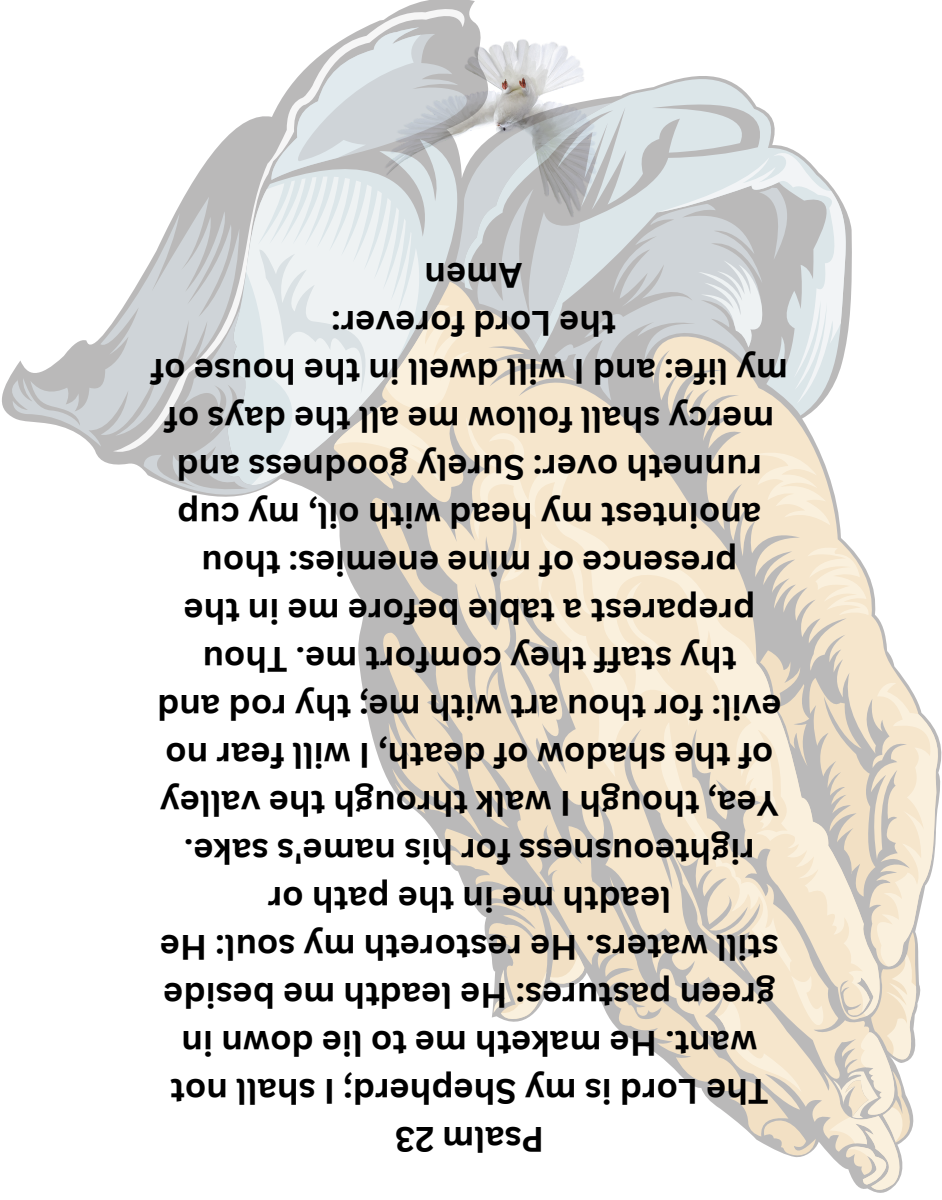 Psalm 23
The Lord is my Shepherd; I shall not
want. He maketh me to lie down in
green pastures: He leadth me beside
still waters. He restoreth my soul: He
leadth me in the path or
righteousness for his name's sake.
Yea, though I walk through the valley
of the shadow of death, I will fear no
evil: for thou art with me; thy rod and
thy staff they comfort me. Thou
preparest a table before me in the
presence of mine enemies: thou
anointest my head with oil, my cup
runneth over: Surely goodness and
mercy shall follow me all the days of
my life: and I will dwell in the house of
the Lord forever:
Amen